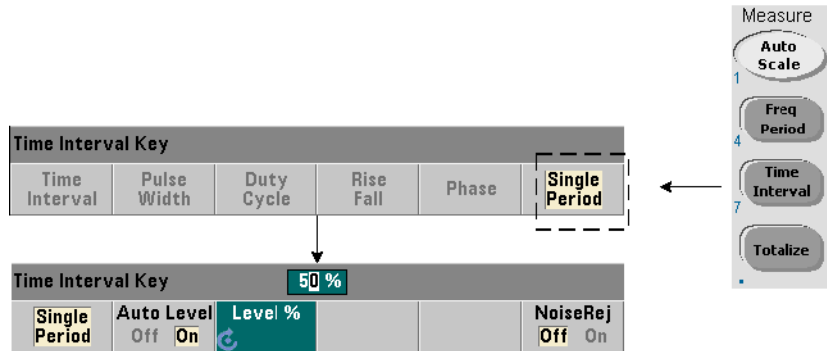 Measure
Auto
Scale
1
Freq
Period
4
Time
Interval
7
Totalize
.
Time Interval Key
Time
Interval
Pulse
Width
Duty
Cycle
Rise
Fall
Phase
Single
Period
Time Interval Key
50 %
Single
Period
Auto Level
Off On
Level %
NoiseRej
Off On